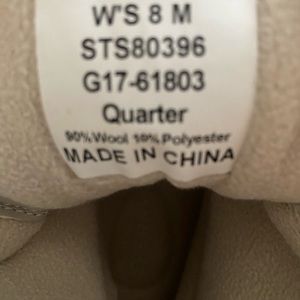 W'S 8 M
STS80396
G17-61803
Quarter
90%Wool 10%Polyester
MADE IN CHINA